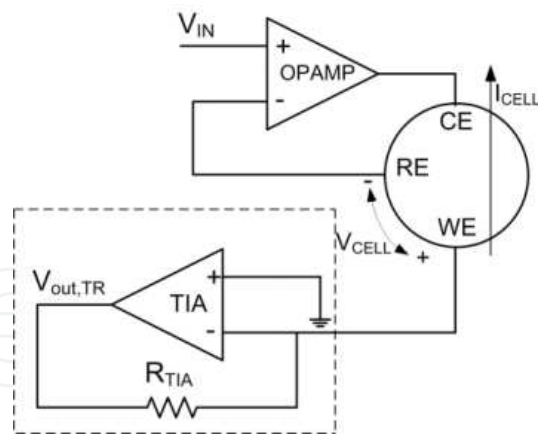 V_IN
+
OPAMP
-
I_CELL
CE
RE
-
WE
V_CELL
+
V_out,TR
+
TIA
-
R_TIA